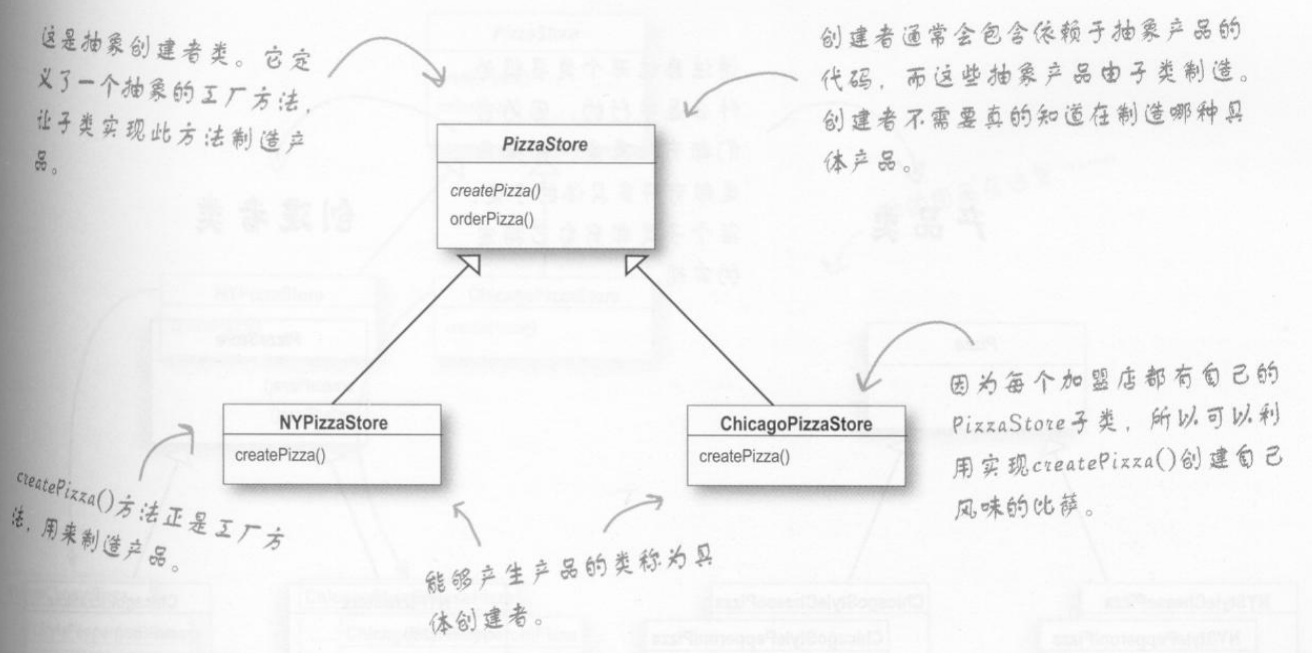 这是抽象创建者类。它定
义了一个抽象的工厂方法，
让子类实现此方法制造产
品。
创建者通常会包含依赖于抽象产品的
代码，而这些抽象产品由子类制造。
创建者不需要真的知道在制造哪种具
体产品。
PizzaStore
createPizza()
orderPizza()
NYPizzaStore
createPizza()
ChicagoPizzaStore
createPizza()
因为每个加盟店都有自己的
PizzaStore子类，所以可以利
用实现createPizza()创建自己
风味的比萨。
createPizza()方法正是工厂方
法，用来制造产品。
能够产生产品的类称为具
体创建者。